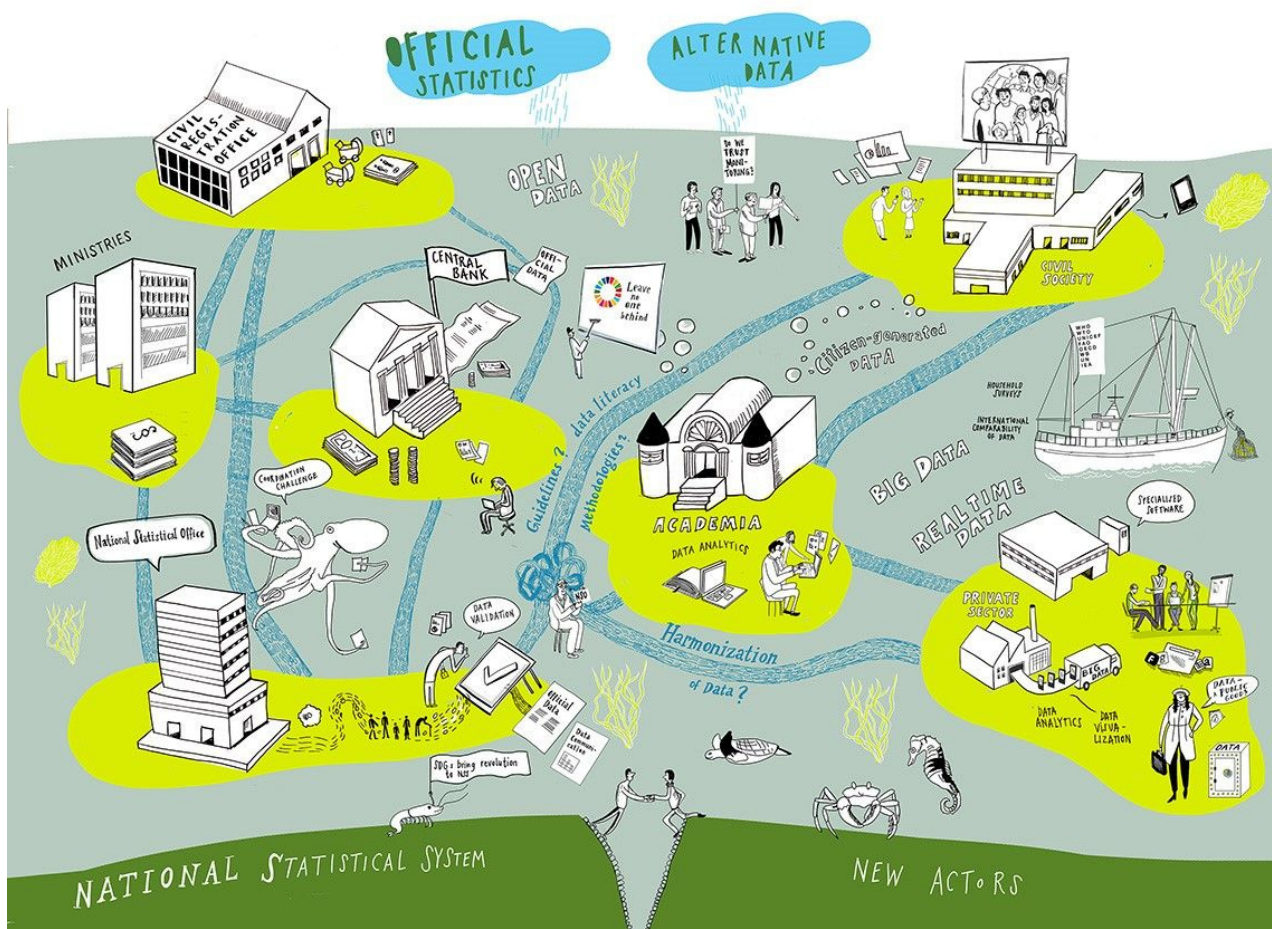 OFFICIAL
STATISTICS
ALTERNATIVE
DATA
CIVIL
REGIS-
TRATION
OFFICE
OPEN
DATA
DO WE
TRUST
MONI-
TORING?
MINISTRIES
CENTRAL
BANK
OFFI-
CIAL
DATA
Leave
no one
behind
CIVIL
SOCIETY
Citizen-generated
DATA
WHO
WTO
UNICEF
FAO
OECD
WB
UN
IEA
HOUSEHOLD
SURVEYS
INTERNATIONAL
COMPARABILITY
OF DATA
data literacy
Guidelines?
Methodologies?
BIG DATA
REALTIME
DATA
COORDINATION
CHALLENGE
National Statistical Office
ACADEMIA
DATA ANALYTICS
SPECIALIZED
SOFTWARE
NSO
DATA
VALIDATION
PRIVATE
SECTOR
BIG
DATA
DATA
ANALYTICS
DATA
VISUA-
LIZATION
DATA-
A PUBLIC
GOOD?
DATA
Harmonization
of Data?
Official
Data
Data
Communi-
cation
SDGs bring revolution
to NSS
NATIONAL STATISTICAL SYSTEM
NEW ACTORS